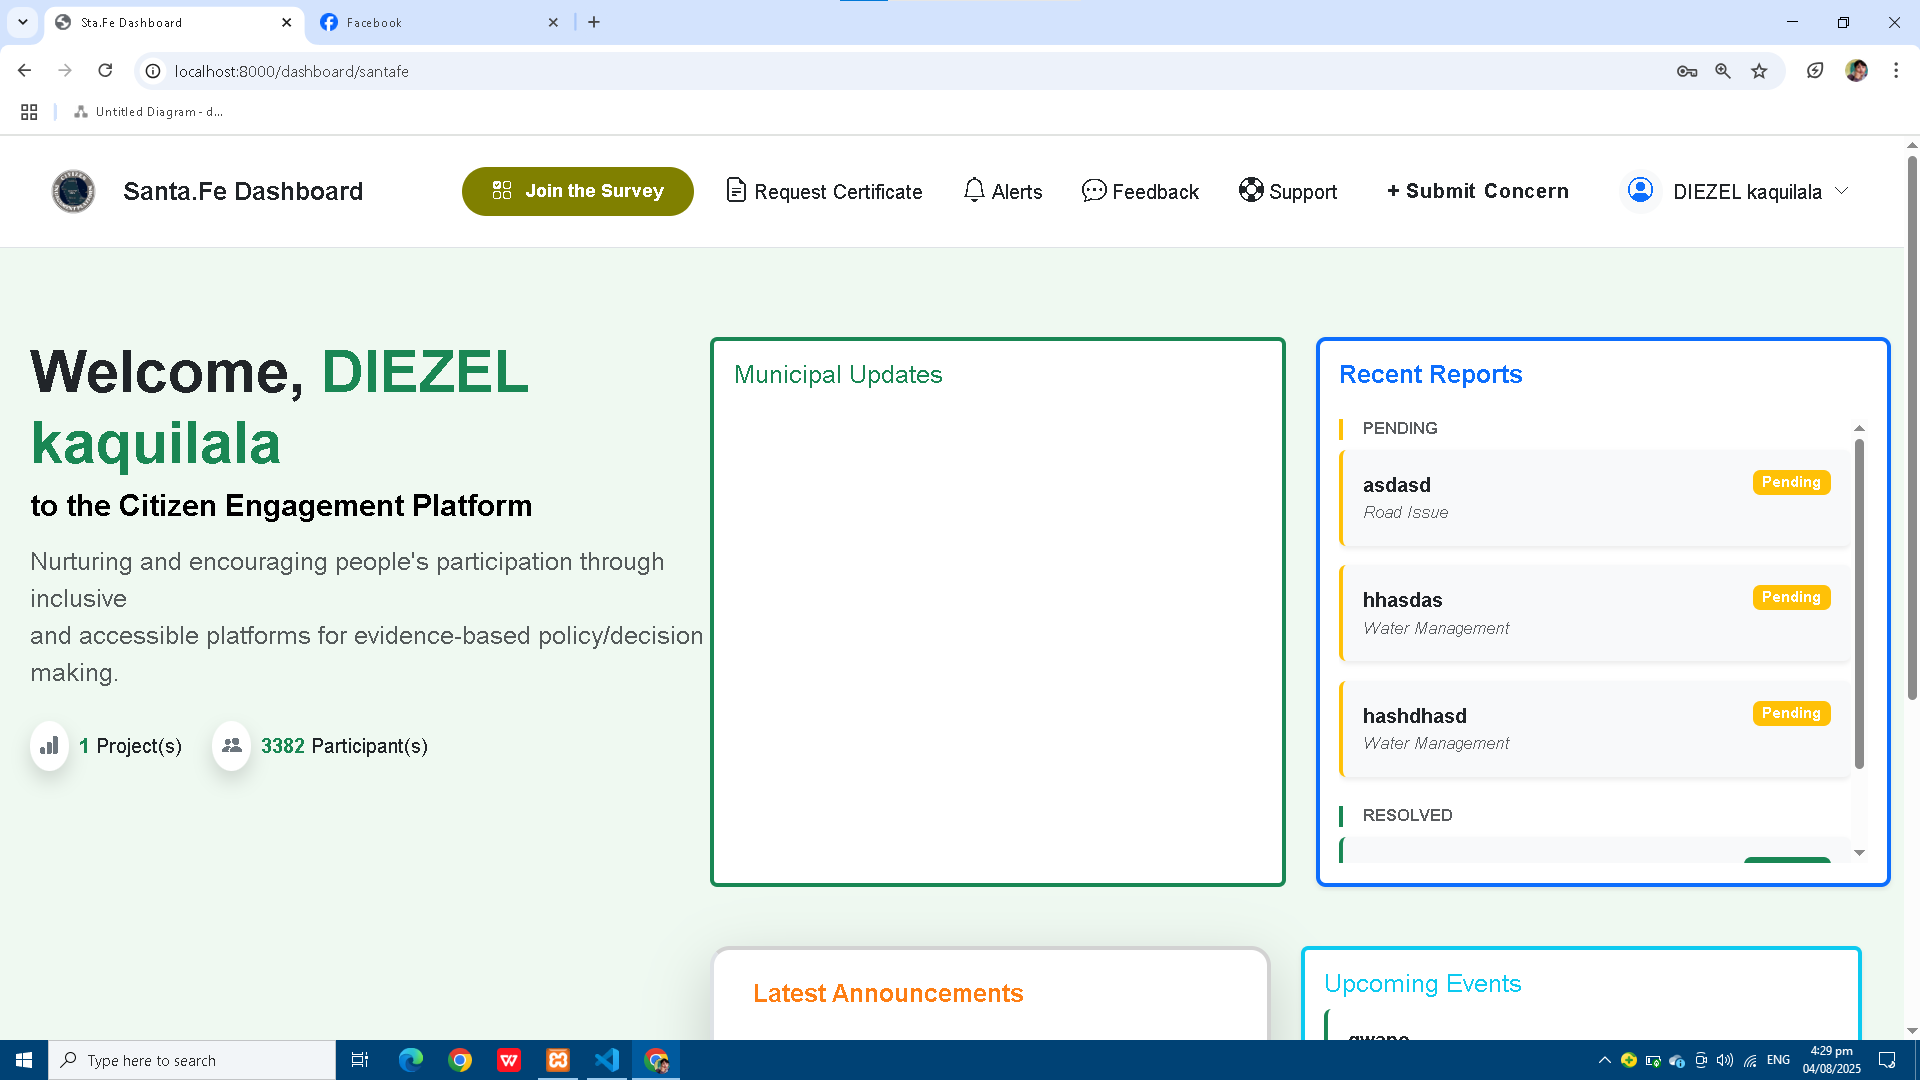 Sta.Fe Dashboard
Facebook
localhost:8000/dashboard/santafe
Untitled Diagram - d...
Santa.Fe Dashboard
Join the Survey
Request Certificate
Alerts
Feedback
Support
+ Submit Concern
DIEZEL kaquilala
Welcome, DIEZEL
kaquilala
to the Citizen Engagement Platform
Nurturing and encouraging people's participation through
inclusive
and accessible platforms for evidence-based policy/decision
making.
1 Project(s)
3382 Participant(s)
Municipal Updates
Recent Reports
PENDING
asdasd
Pending
Road Issue
hhasdas
Pending
Water Management
hashdhasd
Pending
Water Management
RESOLVED
Latest Announcements
Upcoming Events
gwapo
Type here to search
ENG
4:29 pm
04/08/2025